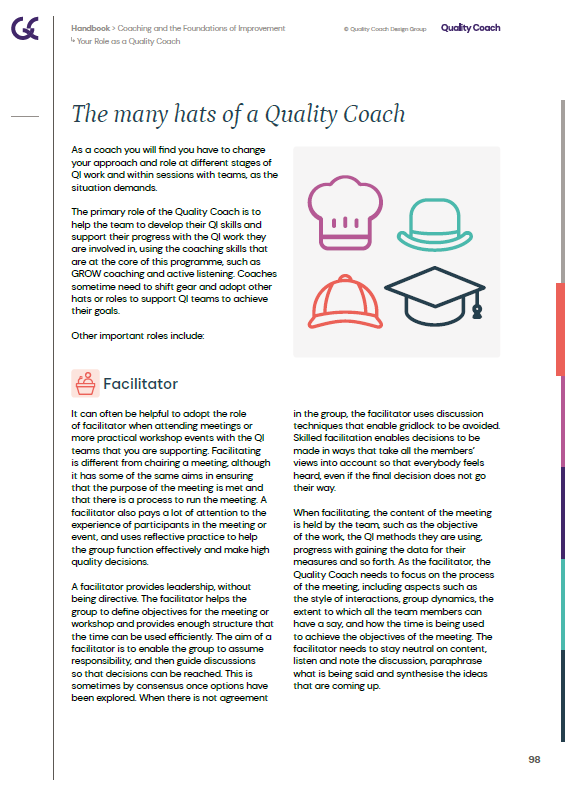 Handbook > Coaching and the Foundations of Improvement
↳ Your Role as a Quality Coach
© Quality Coach Design Group
Quality Coach
The many hats of a Quality Coach
As a coach you will find you have to change
your approach and role at different stages of
QI work and within sessions with teams, as the
situation demands.
The primary role of the Quality Coach is to
help the team to develop their QI skills and
support their progress with the QI work they
are involved in, using the coaching skills that
are at the core of this programme, such as
GROW coaching and active listening. Coaches
sometime need to shift gear and adopt other
hats or roles to support QI teams to achieve
their goals.
Other important roles include:
Facilitator
It can often be helpful to adopt the role
of facilitator when attending meetings or
more practical workshop events with the QI
teams that you are supporting. Facilitating
is different from chairing a meeting, although
it has some of the same aims in ensuring
that the purpose of the meeting is met and
that there is a process to run the meeting. A
facilitator also pays a lot of attention to the
experience of participants in the meeting or
event, and uses reflective practice to help
the group function effectively and make high
quality decisions.
A facilitator provides leadership, without
being directive. The facilitator helps the
group to define objectives for the meeting or
workshop and provides enough structure that
the time can be used efficiently. The aim of a
facilitator is to enable the group to assume
responsibility, and then guide discussions
so that decisions can be reached. This is
sometimes by consensus once options have
been explored. When there is not agreement
in the group, the facilitator uses discussion
techniques that enable gridlock to be avoided.
Skilled facilitation enables decisions to be
made in ways that take all the members'
views into account so that everybody feels
heard, even if the final decision does not go
their way.
When facilitating, the content of the meeting
is held by the team, such as the objective
of the work, the QI methods they are using,
progress with gaining the data for their
measures and so forth. As the facilitator, the
Quality Coach needs to focus on the process
of the meeting, including aspects such as
the style of interactions, group dynamics, the
extent to which all the team members can
have a say, and how the time is being used
to achieve the objectives of the meeting. The
facilitator needs to stay neutral on content,
listen and note the discussion, paraphrase
what is being said and synthesise the ideas
that are coming up.
98